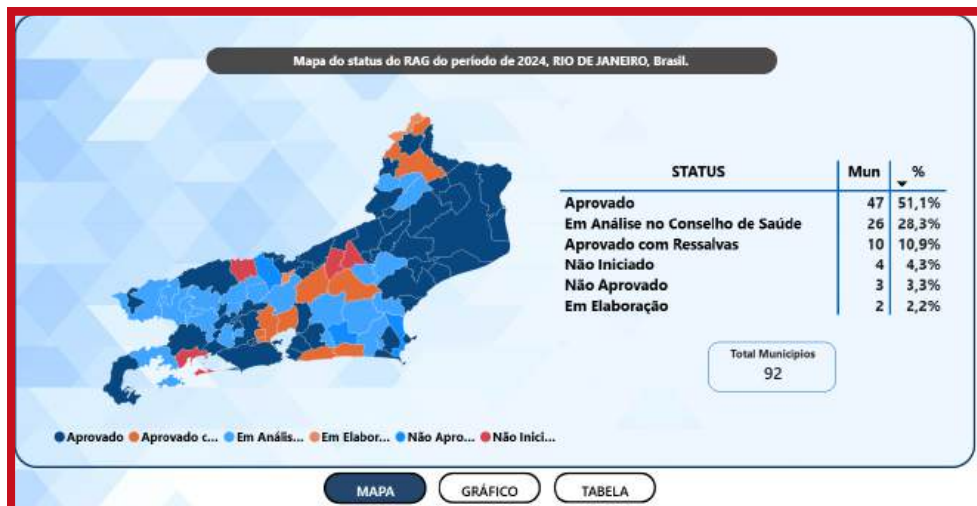 Mapa do status do RAG do período de 2024, RIO DE JANEIRO, Brasil.
STATUS Mun %
Aprovado 47 51,1%
Em Análise no Conselho de Saúde 26 28,3%
Aprovado com Ressalvas 10 10,9%
Não Iniciado 4 4,3%
Não Aprovado 3 3,3%
Em Elaboração 2 2,2%
Total Municipios
92
Aprovado Aprovado c... Em Anális... Em Elabor... Não Apro... Não Inici...
MAPA GRÁFICO TABELA